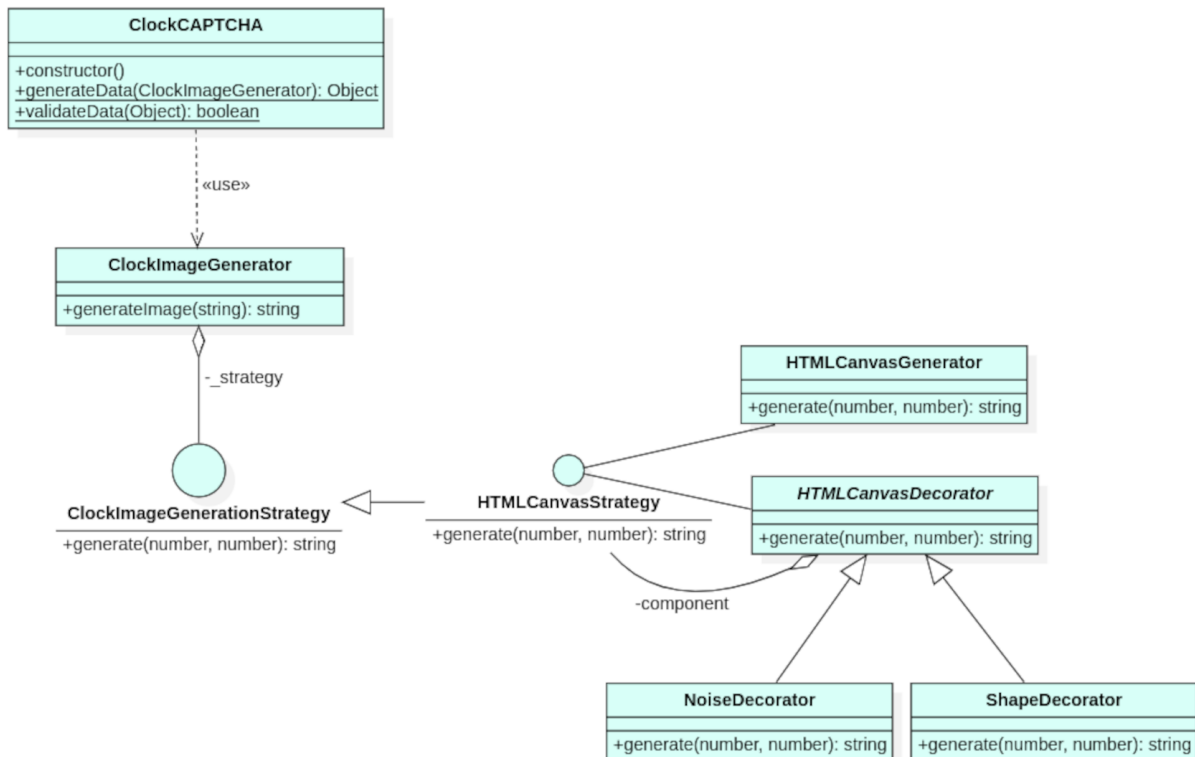 ClockCAPTCHA
+constructor()
+generateData(ClockImageGenerator): Object
+validateData(Object): boolean
«use»
ClockImageGenerator
+generateImage(string): string
-_strategy
ClockImageGenerationStrategy
+generate(number, number): string
HTMLCanvasStrategy
+generate(number, number): string
-component
HTMLCanvasGenerator
+generate(number, number): string
HTMLCanvasDecorator
+generate(number, number): string
NoiseDecorator
+generate(number, number): string
ShapeDecorator
+generate(number, number): string